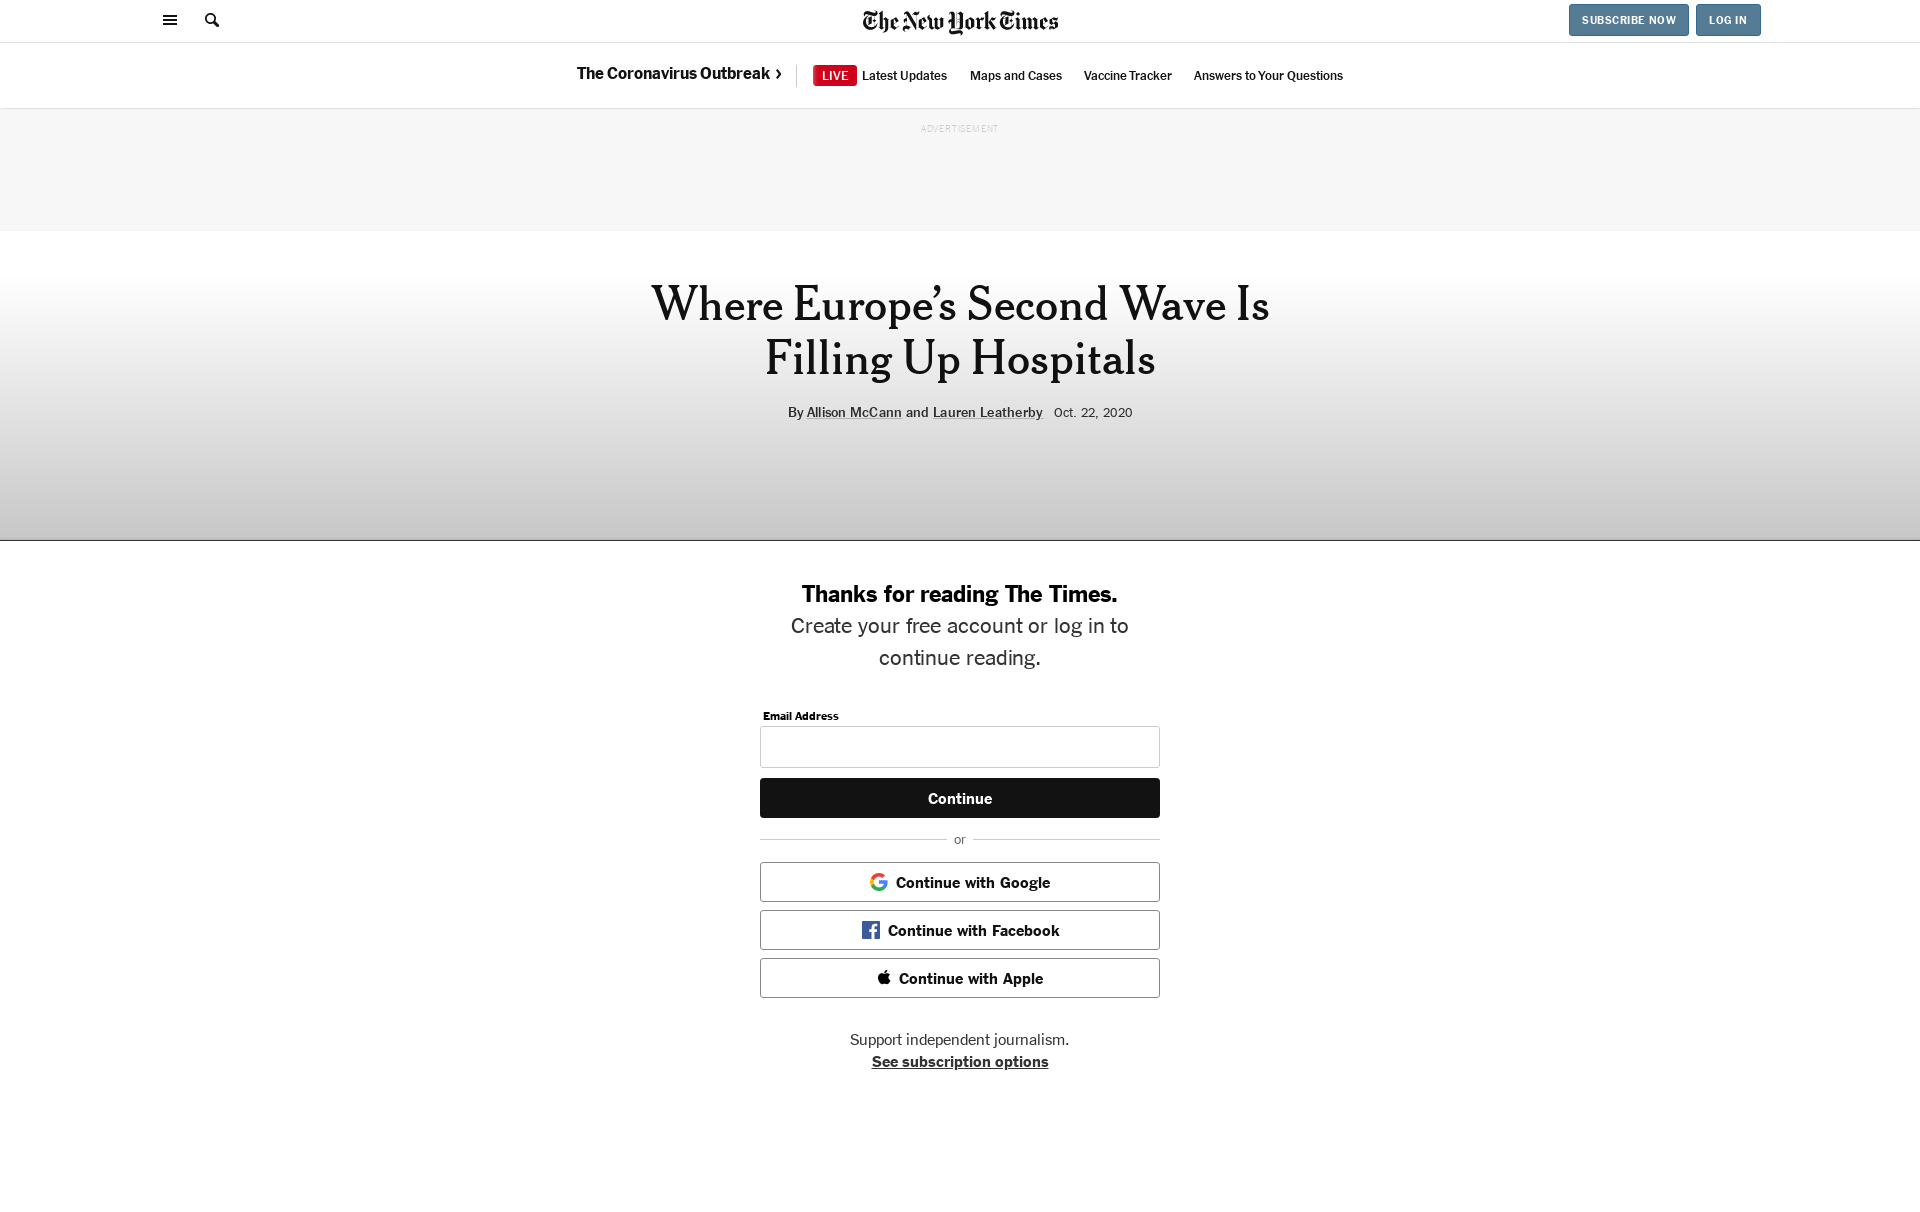 The New York Times
SUBSCRIBE NOW
LOG IN
The Coronavirus Outbreak ›
LIVE Latest Updates
Maps and Cases
Vaccine Tracker
Answers to Your Questions
ADVERTISEMENT
Where Europe’s Second Wave Is
Filling Up Hospitals
By Allison McCann and Lauren Leatherby Oct. 22, 2020
Thanks for reading The Times.
Create your free account or log in to
continue reading.
Email Address
Continue
or
Continue with Google
Continue with Facebook
Continue with Apple
Support independent journalism.
See subscription options